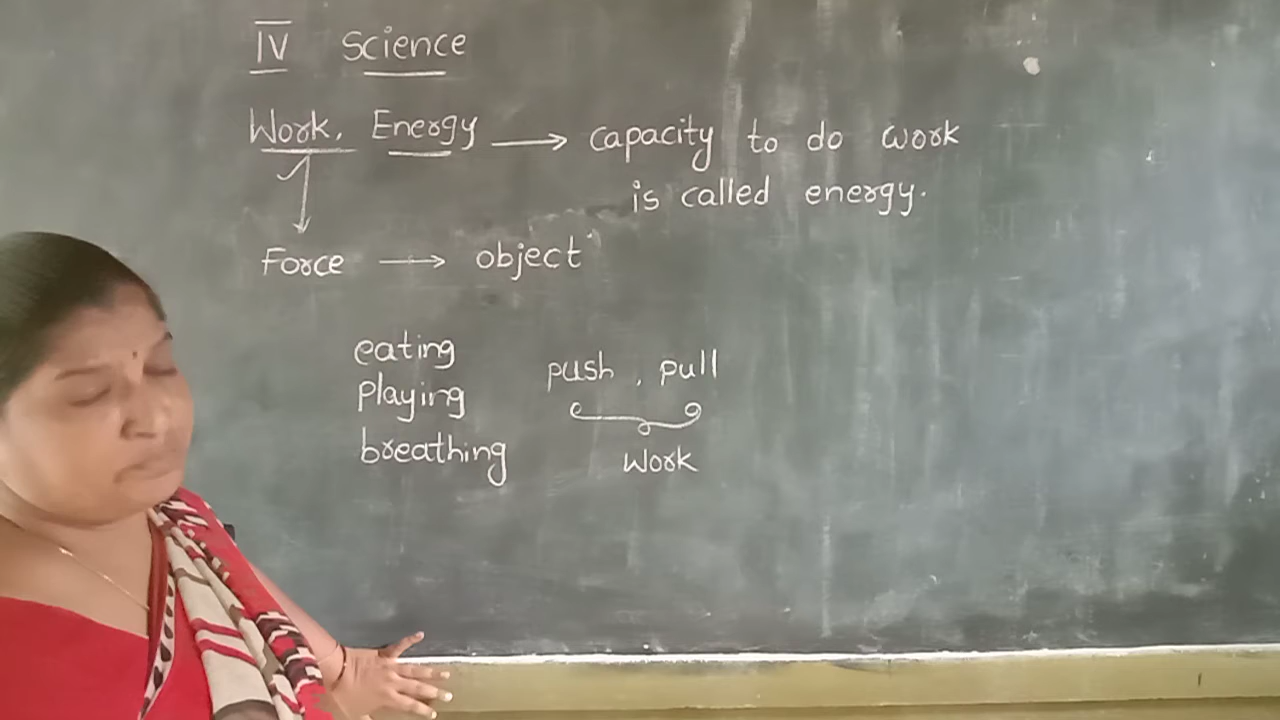 IV Science
Work, Energy → capacity to do work
is called energy.
Force → object
eating
playing
breathing
push, pull
Work